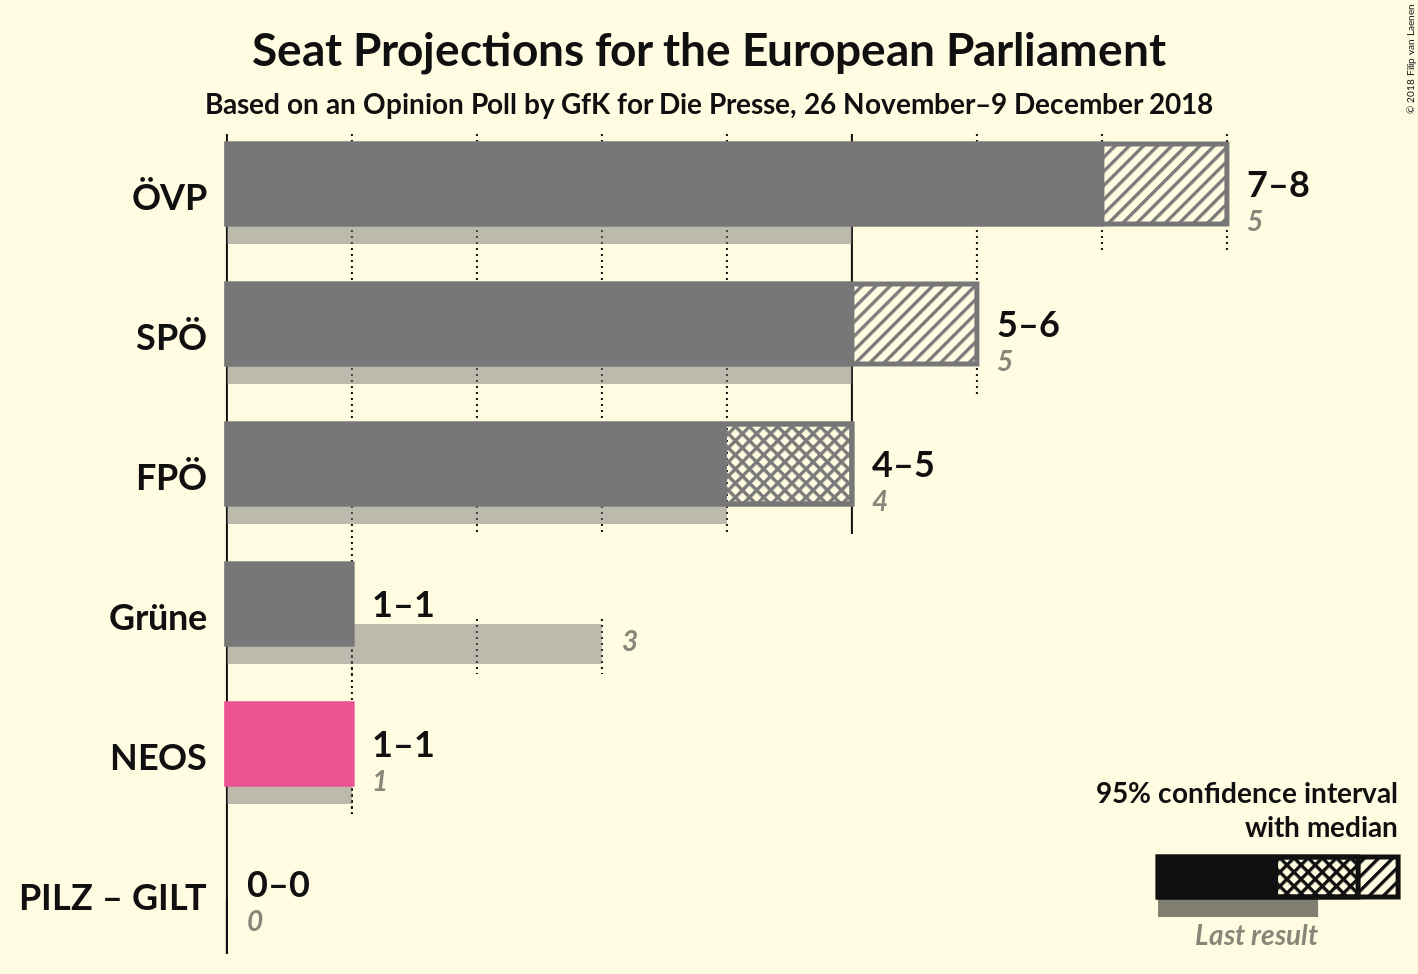 Seat Projections for the European Parliament
Based on an Opinion Poll by GfK for Die Presse, 26 November–9 December 2018
© 2018 Filip van Laenen
ÖVP
7–8
5
SPÖ
5–6
5
FPÖ
4–5
4
Grüne
1–1
3
NEOS
1–1
1
PILZ – GILT
0–0
0
95% confidence interval
with median
Last result